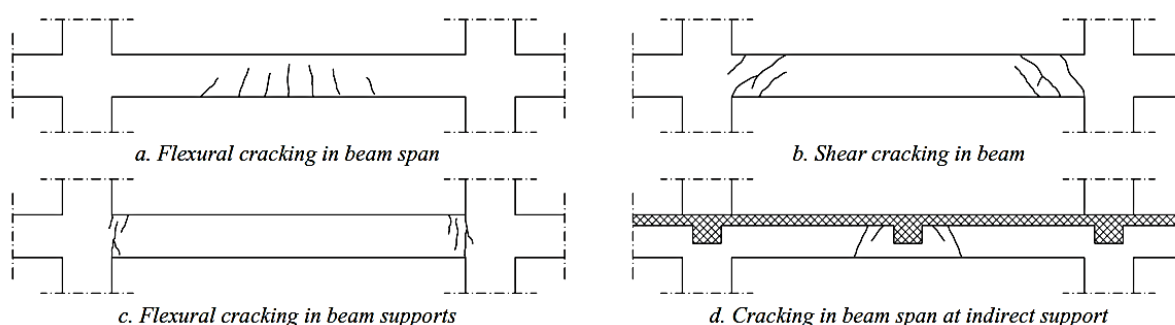 a. Flexural cracking in beam span
b. Shear cracking in beam
c. Flexural cracking in beam supports
d. Cracking in beam span at indirect support